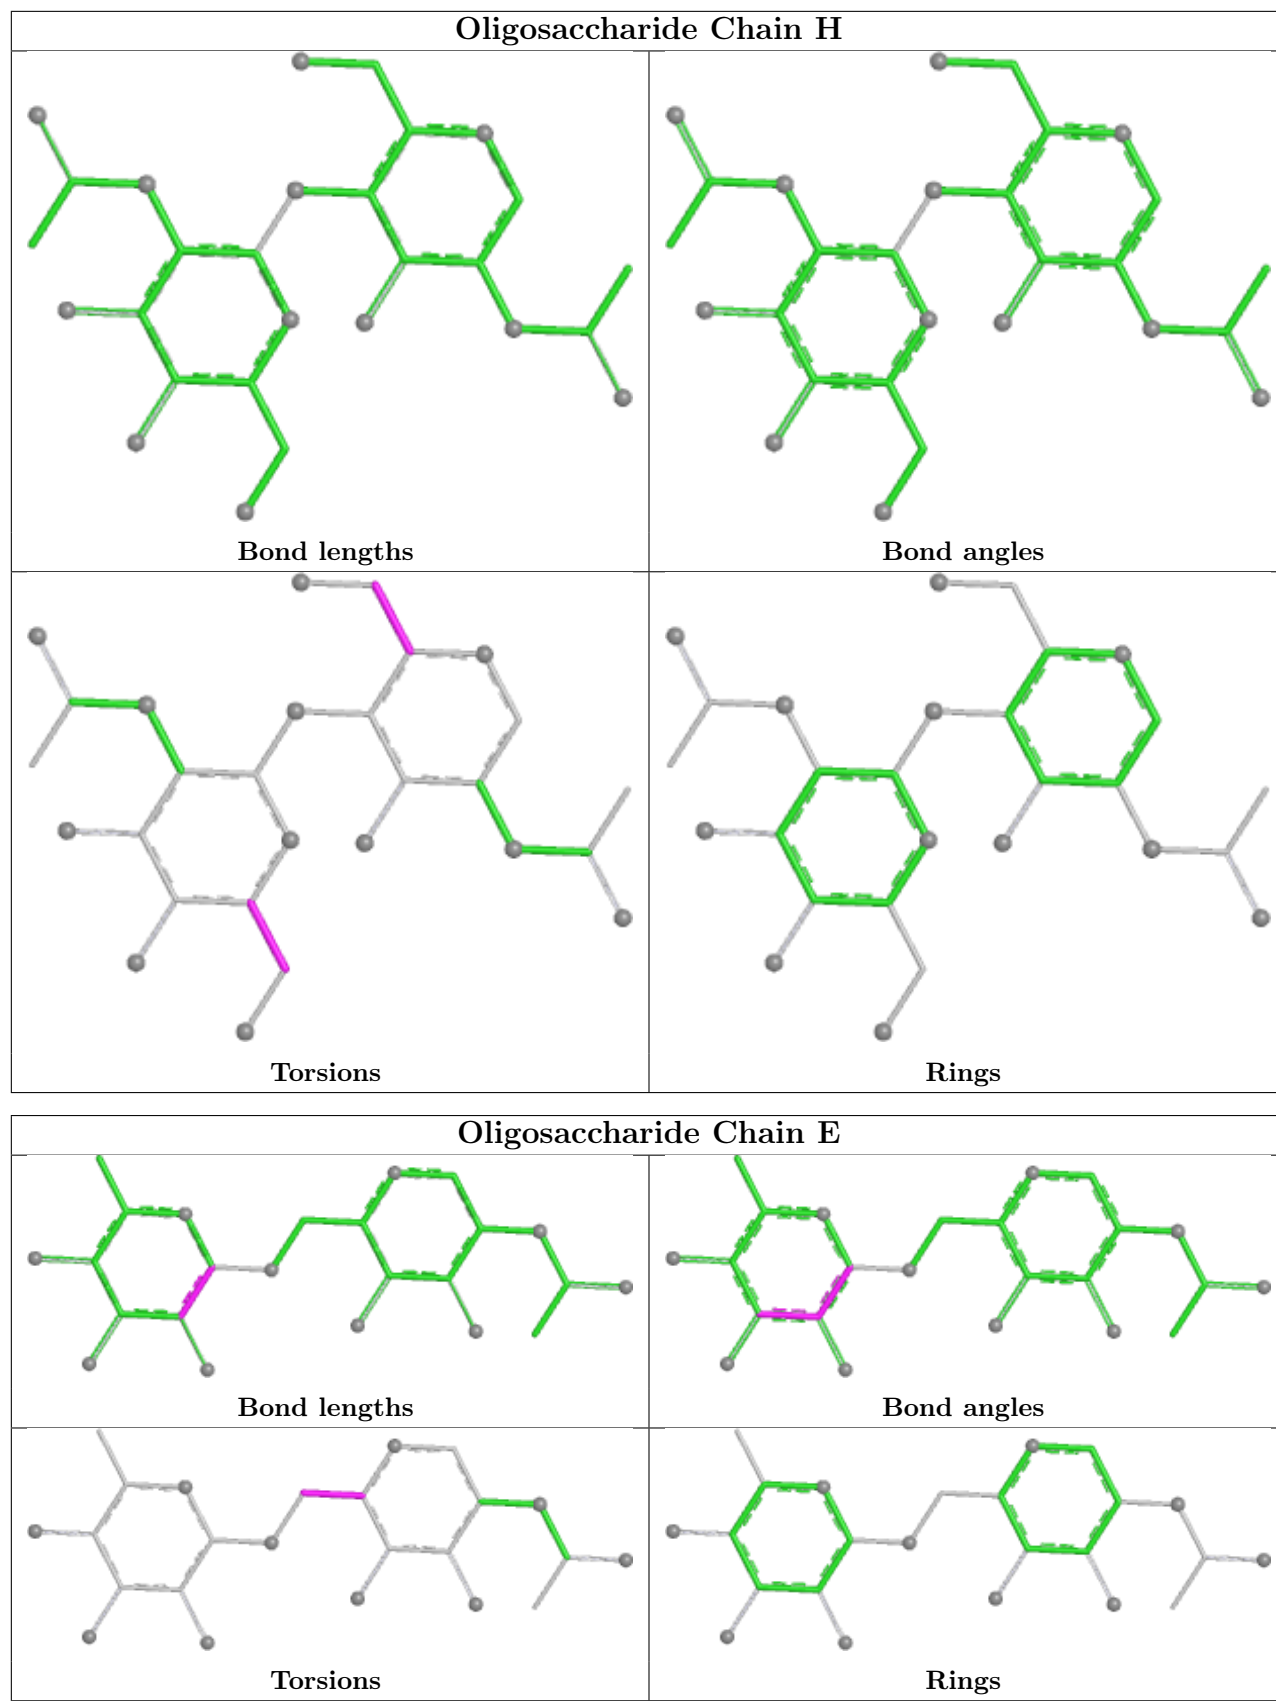 Oligosaccharide Chain H
Bond lengths
Bond angles
Torsions
Rings
Oligosaccharide Chain E
Bond lengths
Bond angles
Torsions
Rings